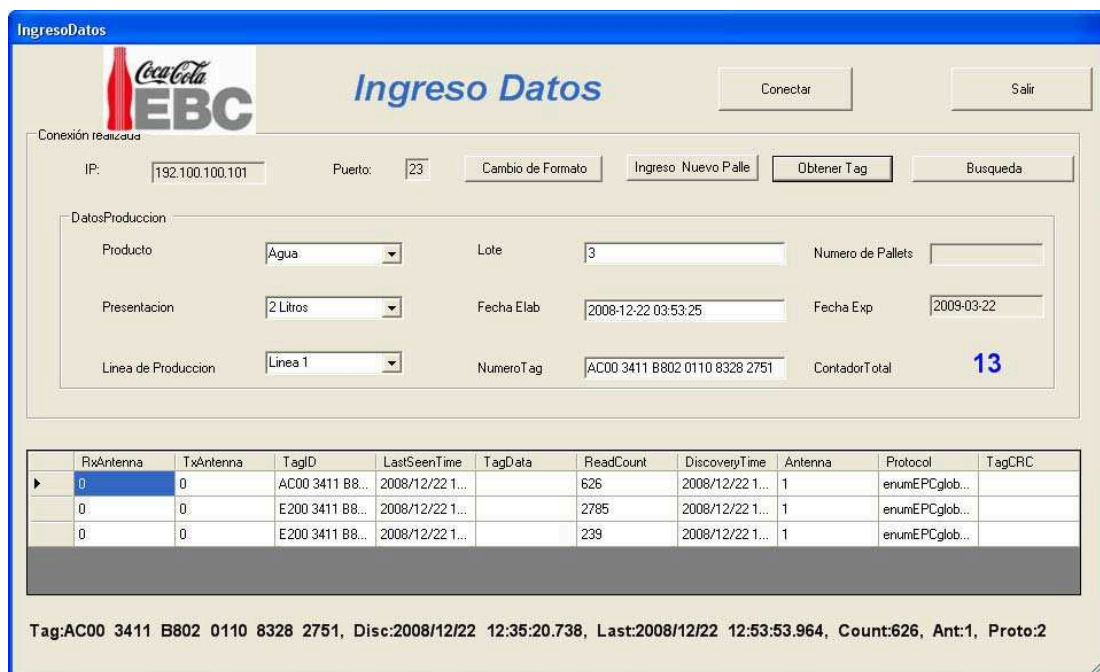 IngresoDatos
Coca-Cola
EBC
Ingreso Datos
Conectar
Salir
Conexión realizada
IP:
192.100.100.101
Puerto:
23
Cambio de Formato
Ingreso Nuevo Palle
Obtener Tag
Busqueda
DatosProduccion
Producto
Agua
Lote
3
Numero de Pallets
Presentacion
2 Litros
Fecha Elab
2008-12-22 03:53:25
Fecha Exp
2009-03-22
Linea de Produccion
Linea 1
NumeroTag
AC00 3411 B802 0110 8328 2751
ContadorTotal
13
RxAntenna TxAntenna TagID LastSeenTime TagData ReadCount DiscoveryTime Antenna Protocol TagCRC
0 0 AC00 3411 B8... 2008/12/22 1... 626 2008/12/22 1... 1 enumEPCglob...
0 0 E200 3411 B8... 2008/12/22 1... 2785 2008/12/22 1... 1 enumEPCglob...
0 0 E200 3411 B8... 2008/12/22 1... 239 2008/12/22 1... 1 enumEPCglob...
Tag:AC00 3411 B802 0110 8328 2751, Disc:2008/12/22 12:35:20.738, Last:2008/12/22 12:53:53.964, Count:626, Ant:1, Proto:2